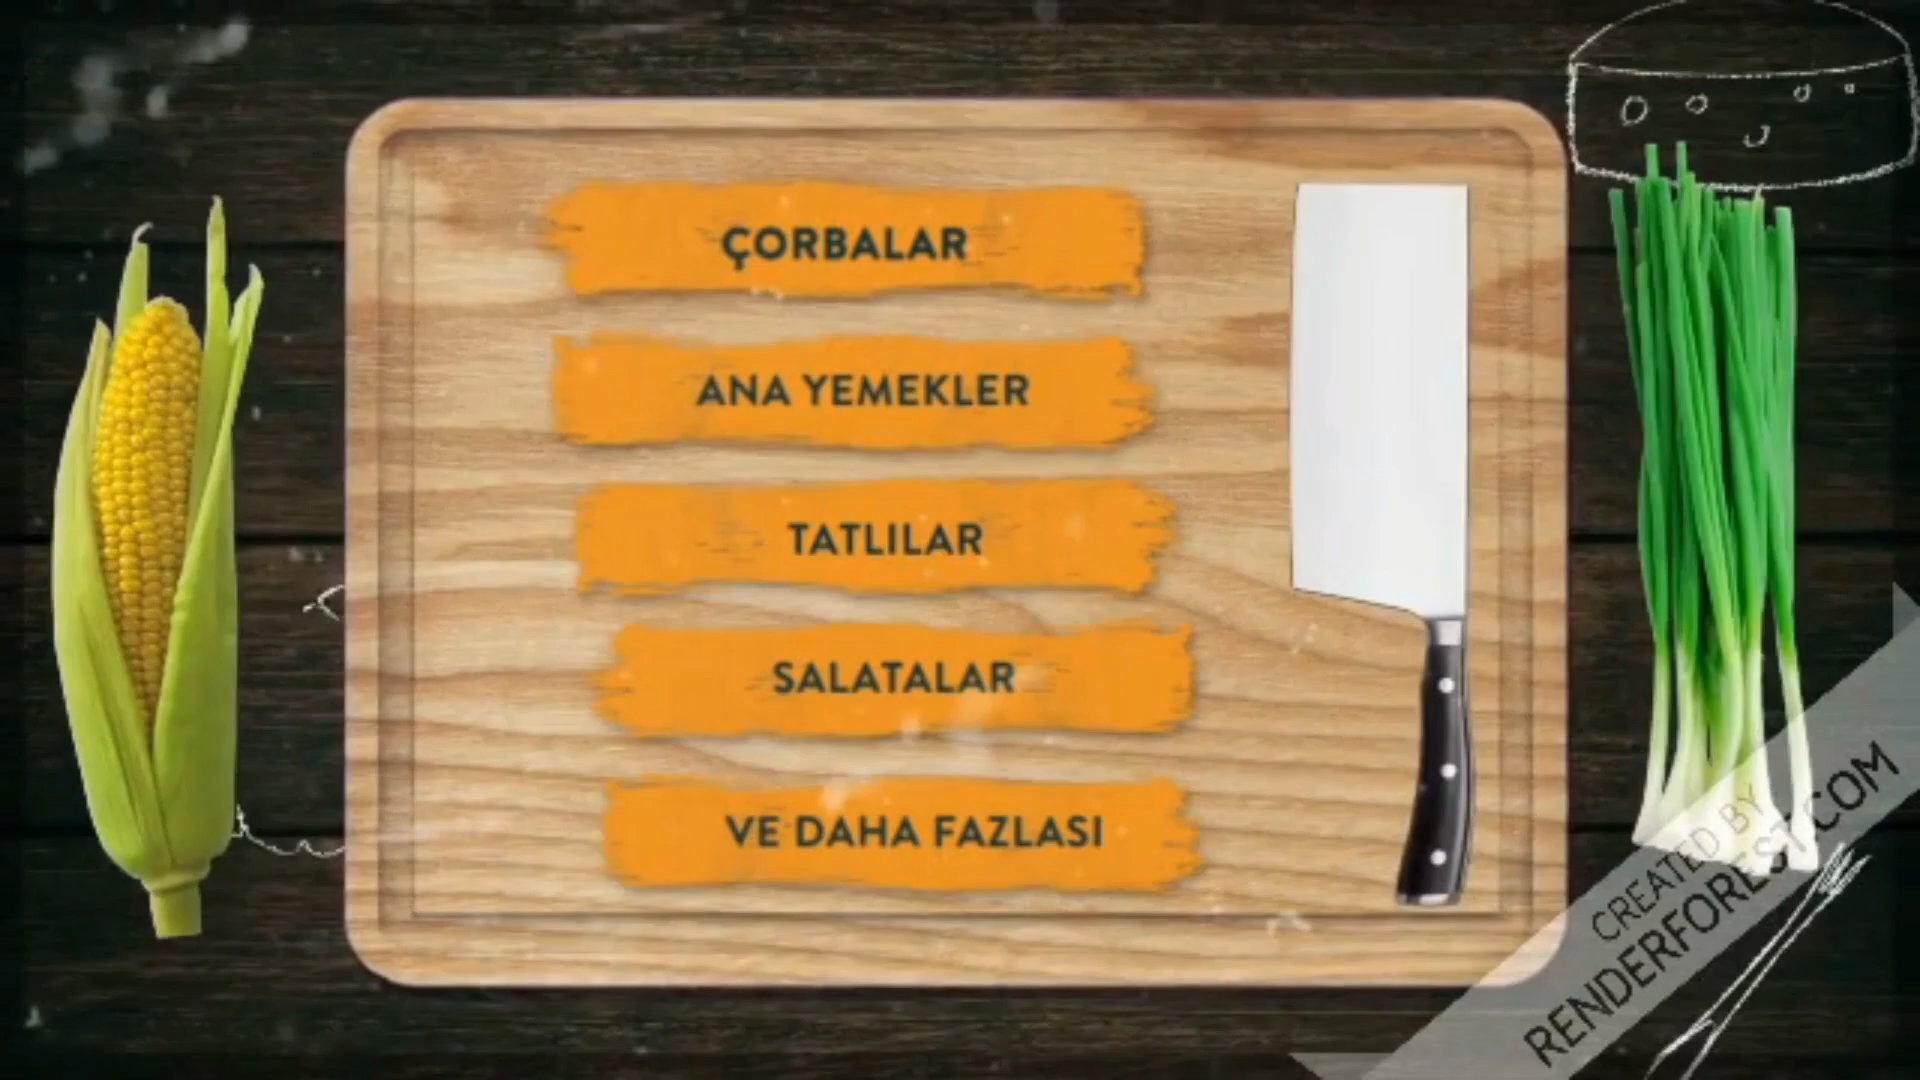 ÇORBALAR
ANA YEMEKLER
TATLILAR
SALATALAR
VE DAHA FAZLASI
CREATED BY
RENDERFOREST.COM